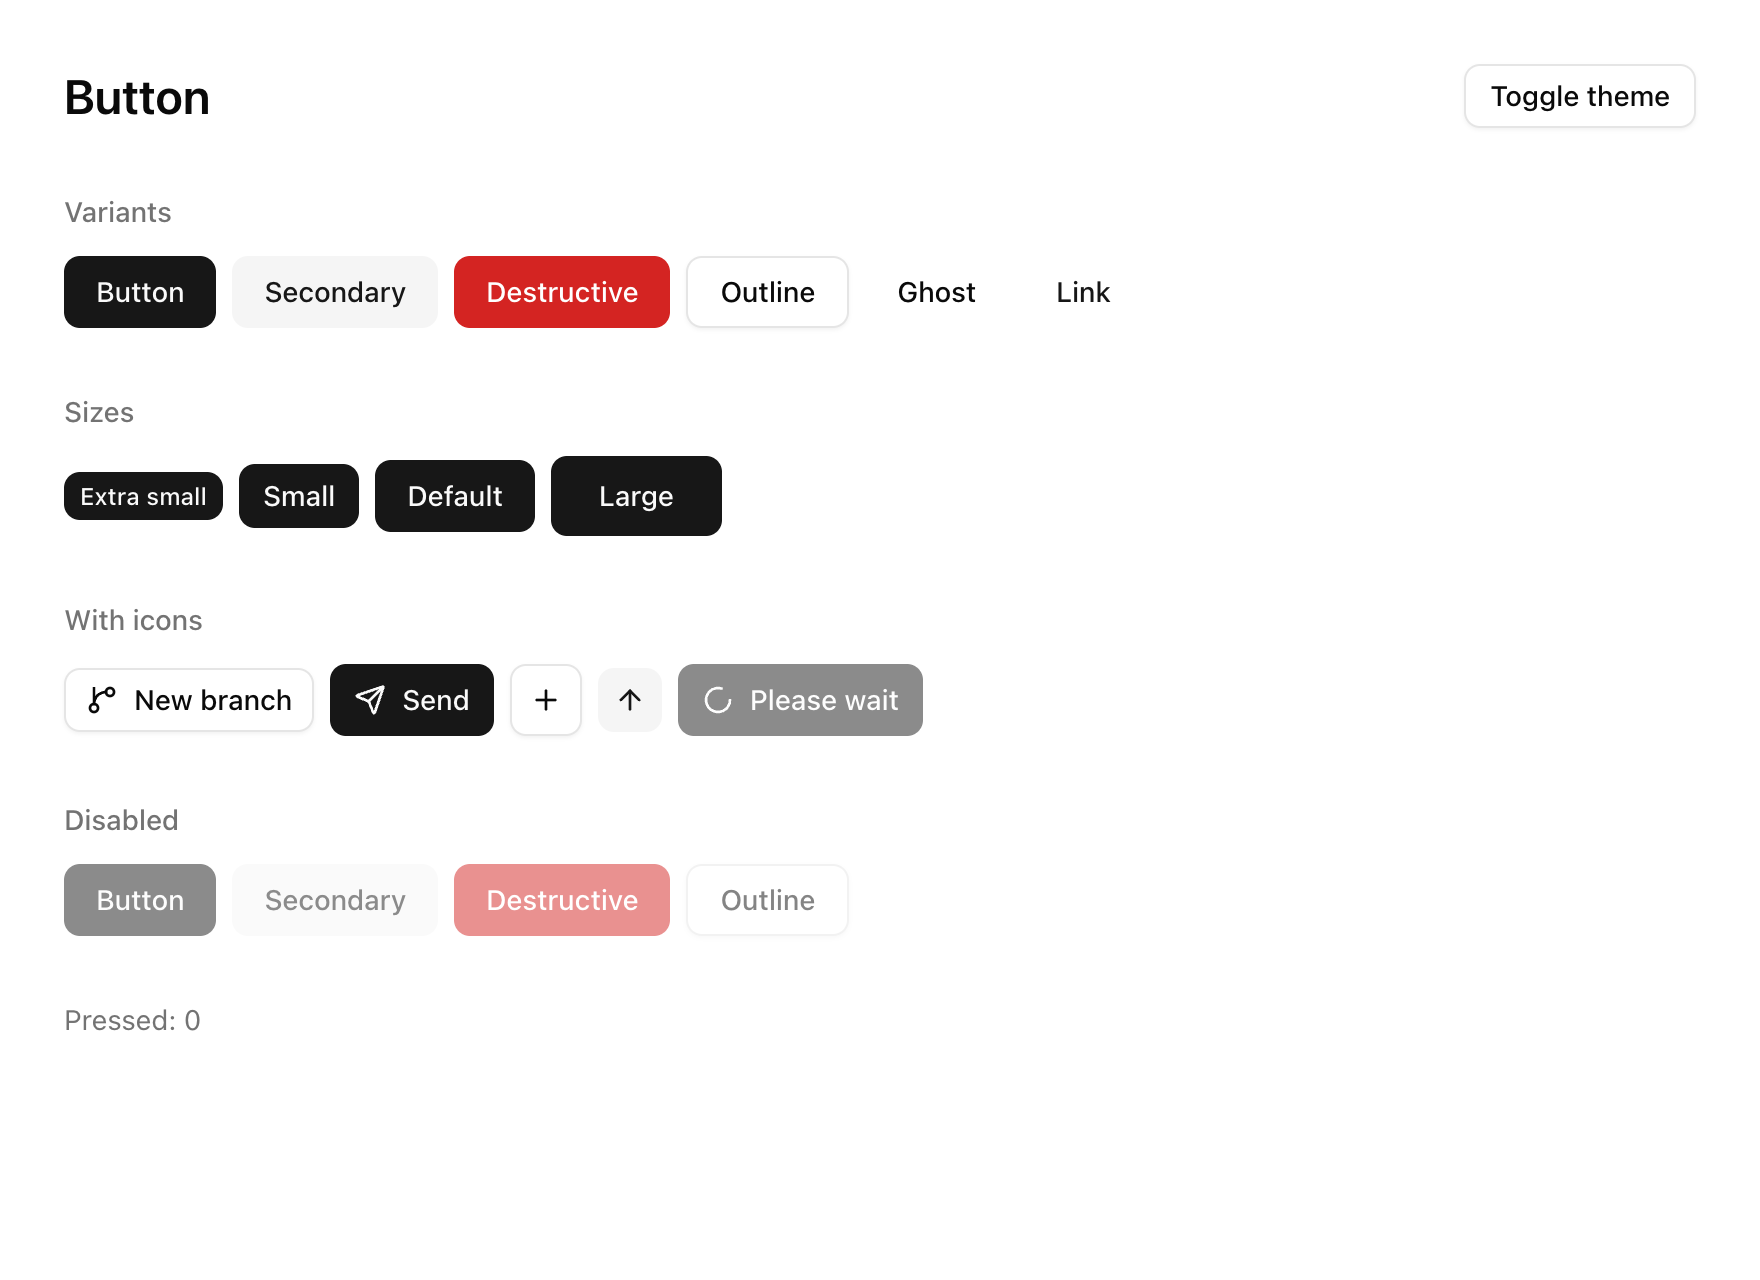 Button
Toggle theme
Variants
Button Secondary Destructive Outline Ghost Link
Sizes
Extra small Small Default Large
With icons
New branch Send Please wait
Disabled
Button Secondary Destructive Outline
Pressed: 0